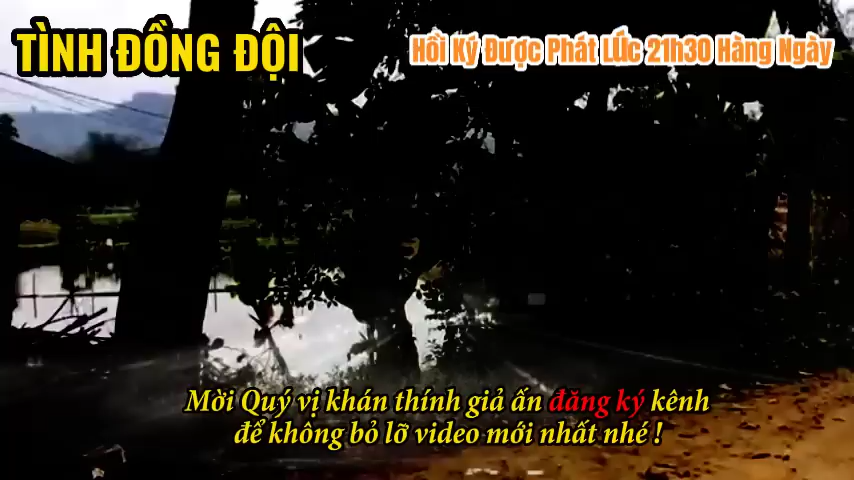 TÌNH ĐỒNG ĐỘI
Hồi Ký Được Phát LỨc 21h30 Hàng Ngày
Mời Quý vị khán thính giả ấn đăng ký kênh
để không bỏ lỡ video mới nhất nhé !